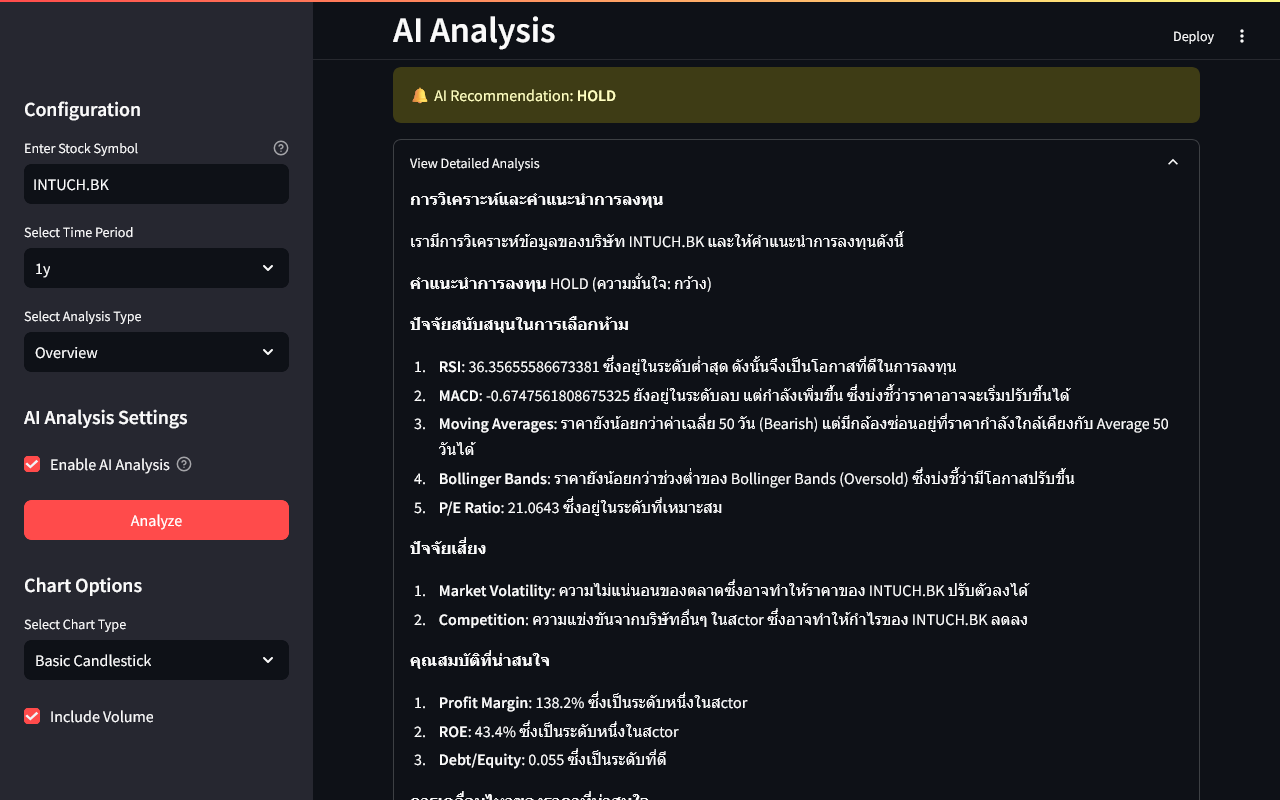 AI Analysis
Deploy
AI Recommendation: HOLD
Configuration
Enter Stock Symbol
INTUCH.BK
Select Time Period
1y
Select Analysis Type
Overview
AI Analysis Settings
Enable AI Analysis
Analyze
Chart Options
Select Chart Type
Basic Candlestick
Include Volume
View Detailed Analysis
การวิเคราะห์และคำแนะนำการลงทุน
เรามีการวิเคราะห์ข้อมูลของบริษัท INTUCH.BK และให้คำแนะนำการลงทุนดังนี้
คำแนะนำการลงทุน HOLD (ความมั่นใจ: กว้าง)
ปัจจัยสนับสนุนในการเลือกห้าม
1. RSI: 36.35655586673381 ซึ่งอยู่ในระดับต่ำสุด ดังนั้นจึงเป็นโอกาสที่ดีในการลงทุน
2. MACD: -0.6747561808675325 ยังอยู่ในระดับลบ แต่กำลังเพิ่มขึ้น ซึ่งบ่งชี้ว่าราคาอาจจะเริ่มปรับขึ้นได้
3. Moving Averages: ราคายังน้อยกว่าค่าเฉลี่ย 50 วัน (Bearish) แต่มีกล้องซ่อนอยู่ที่ราคากำลังใกล้เคียงกับ Average 50
วันได้
4. Bollinger Bands: ราคายังน้อยกว่าช่วงต่ำของ Bollinger Bands (Oversold) ซึ่งบ่งชี้ว่ามีโอกาสปรับขึ้น
5. P/E Ratio: 21.0643 ซึ่งอยู่ในระดับที่เหมาะสม
ปัจจัยเสี่ยง
1. Market Volatility: ความไม่แน่นอนของตลาดซึ่งอาจทำให้ราคาของ INTUCH.BK ปรับตัวลงได้
2. Competition: ความแข่งขันจากบริษัทอื่นๆ ในสctor ซึ่งอาจทำให้กำไรของ INTUCH.BK ลดลง
คุณสมบัติที่น่าสนใจ
1. Profit Margin: 138.2% ซึ่งเป็นระดับหนึ่งในสctor
2. ROE: 43.4% ซึ่งเป็นระดับหนึ่งในสctor
3. Debt/Equity: 0.055 ซึ่งเป็นระดับที่ดี